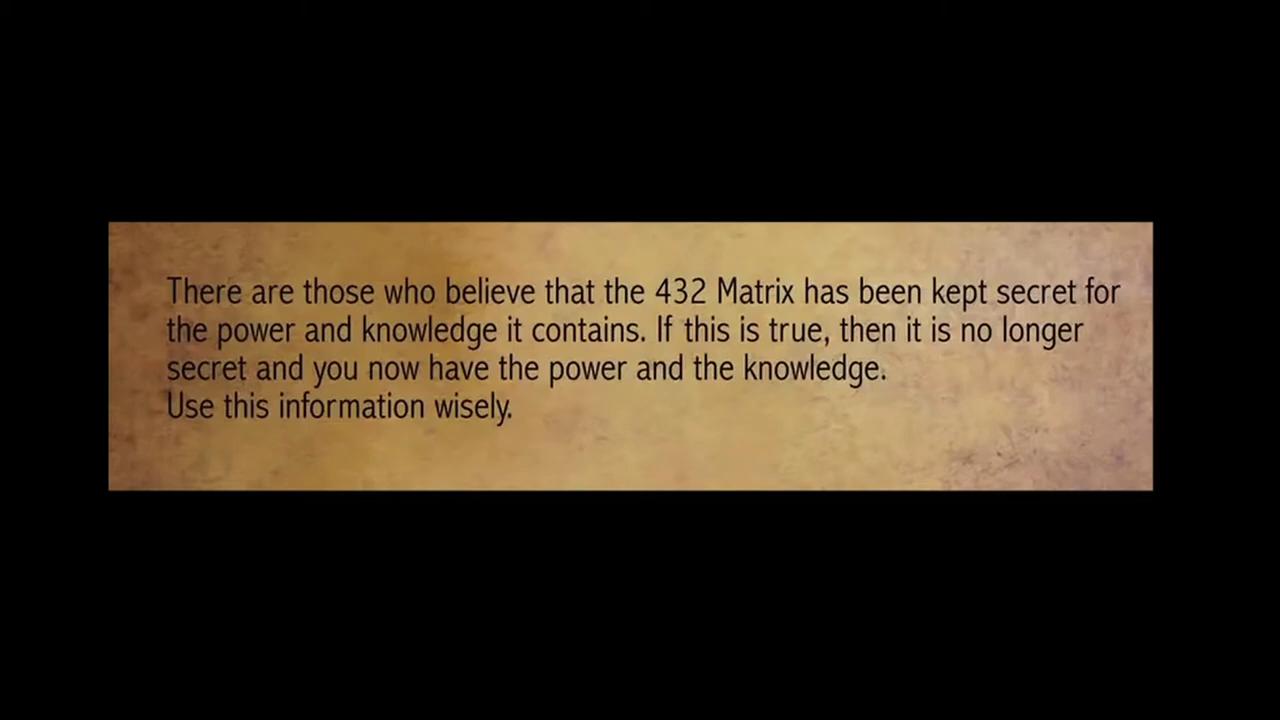 There are those who believe that the 432 Matrix has been kept secret for
the power and knowledge it contains. If this is true, then it is no longer
secret and you now have the power and the knowledge.
Use this information wisely.